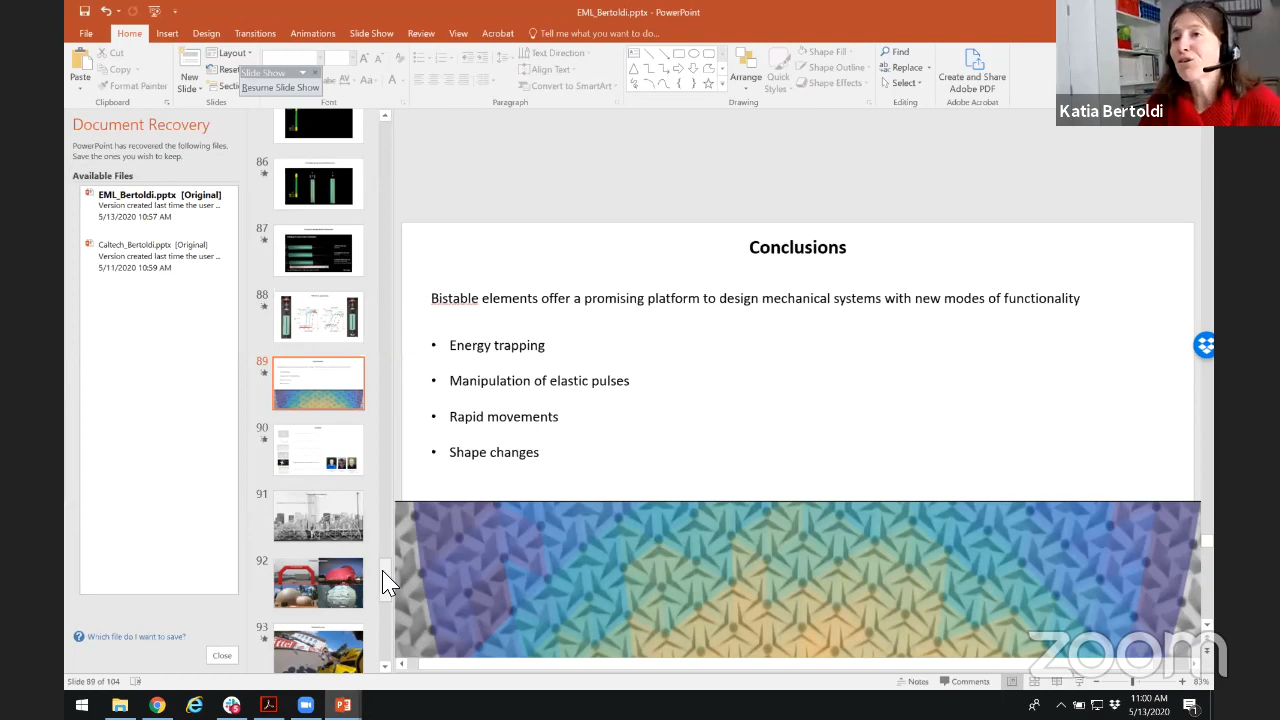 EML_Bertoldi.pptx - PowerPoint
File Home Insert Design Transitions Animations Slide Show Review View Acrobat Tell me what you want to do...
Paste
Cut
Copy
Format Painter
Clipboard
New
Slide
Layout
Reset
Secti
Slides
Slide Show
Resume Slide Show
Font
Paragraph
Text Direction
Align Text
Convert to SmartArt
Arrange
Quick
Styles
Shape Fill
Shape Outline
Shape Effects
Drawing
Find
Replace
Select
Editing
Create and Share
Adobe PDF
Adobe Acrobat
Katia Bertoldi
Document Recovery
PowerPoint has recovered the following files.
Save the ones you wish to keep.
Available Files
EML_Bertoldi.pptx [Original]
Version created last time the user ...
5/13/2020 10:57 AM
Caltech_Bertoldi.pptx [Original]
Version created last time the user ...
5/11/2020 10:59 AM
Which file do I want to save?
Close
86
87
88
89
90
91
92
93
Conclusions
Bistable elements offer a promising platform to design mechanical systems with new modes of functionality
• Energy trapping
• Manipulation of elastic pulses
• Rapid movements
• Shape changes
zoom
Slide 89 of 104
Notes
Comments
83%
11:00 AM
5/13/2020
1